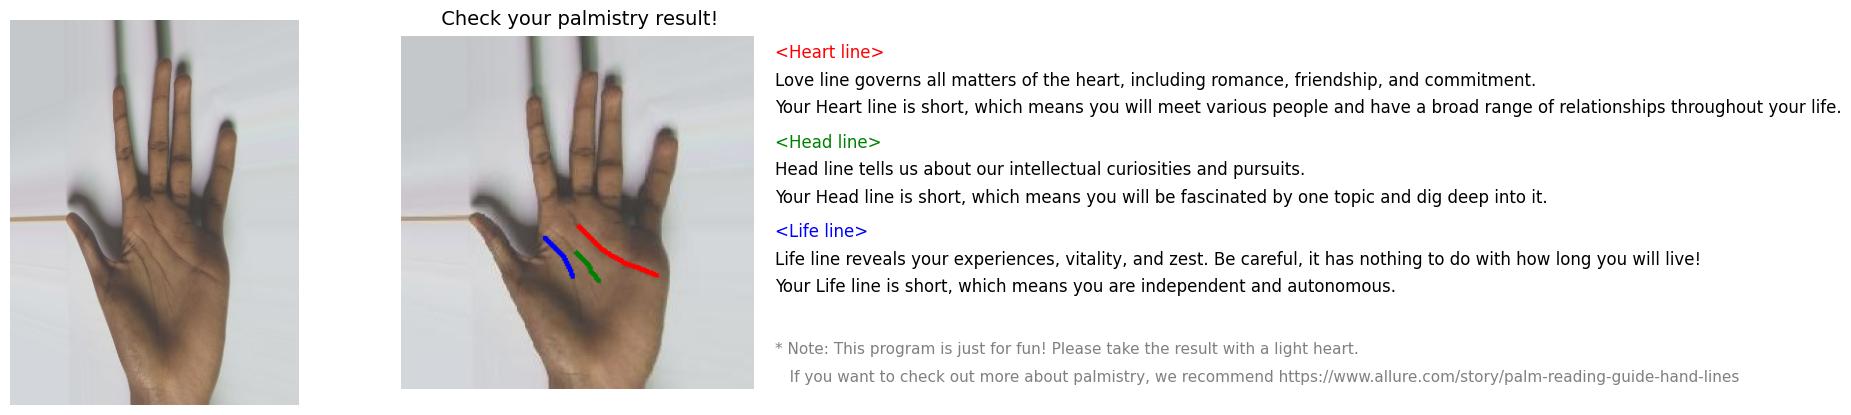 Check your palmistry result!
<Heart line>
Love line governs all matters of the heart, including romance, friendship, and commitment.
Your Heart line is short, which means you will meet various people and have a broad range of relationships throughout your life.
<Head line>
Head line tells us about our intellectual curiosities and pursuits.
Your Head line is short, which means you will be fascinated by one topic and dig deep into it.
<Life line>
Life line reveals your experiences, vitality, and zest. Be careful, it has nothing to do with how long you will live!
Your Life line is short, which means you are independent and autonomous.
* Note: This program is just for fun! Please take the result with a light heart.
If you want to check out more about palmistry, we recommend https://www.allure.com/story/palm-reading-guide-hand-lines